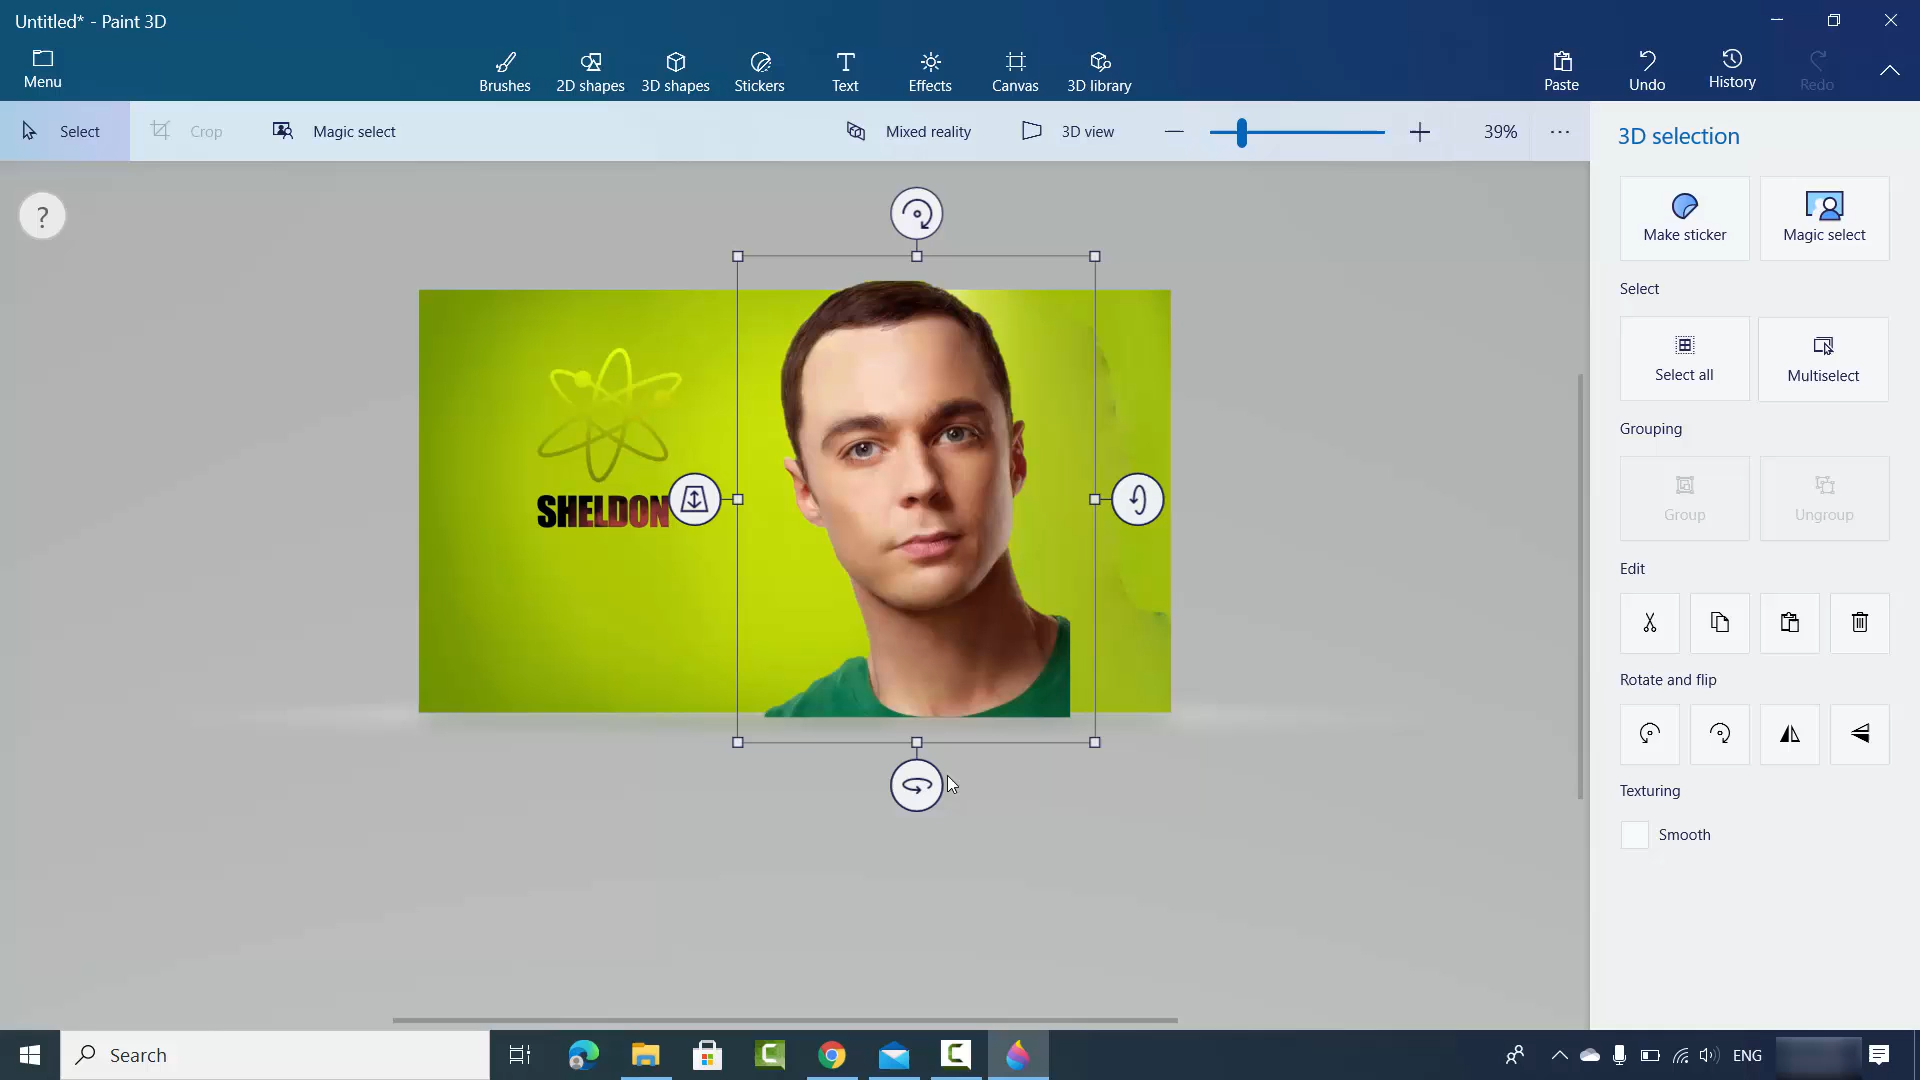 Untitled* - Paint 3D
Menu
Brushes
2D shapes
3D shapes
Stickers
Text
Effects
Canvas
3D library
Paste
Undo
History
Redo
Select
Crop
Magic select
Mixed reality
3D view
39%
3D selection
?
Make sticker
Magic select
Select
Select all
Multiselect
Grouping
Group
Ungroup
SHELDON
Edit
Rotate and flip
Texturing
Smooth
Search
ENG